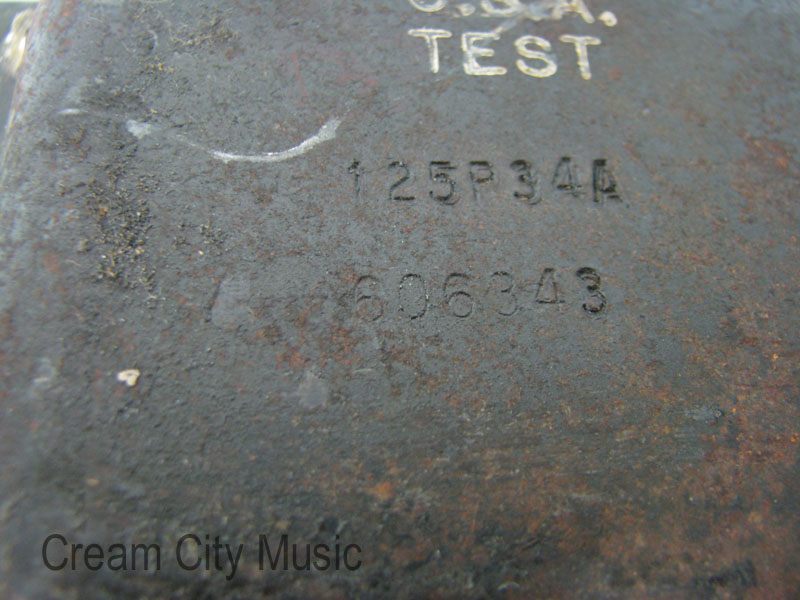 U.S.A.
TEST
125P34A
606343
Cream City Music